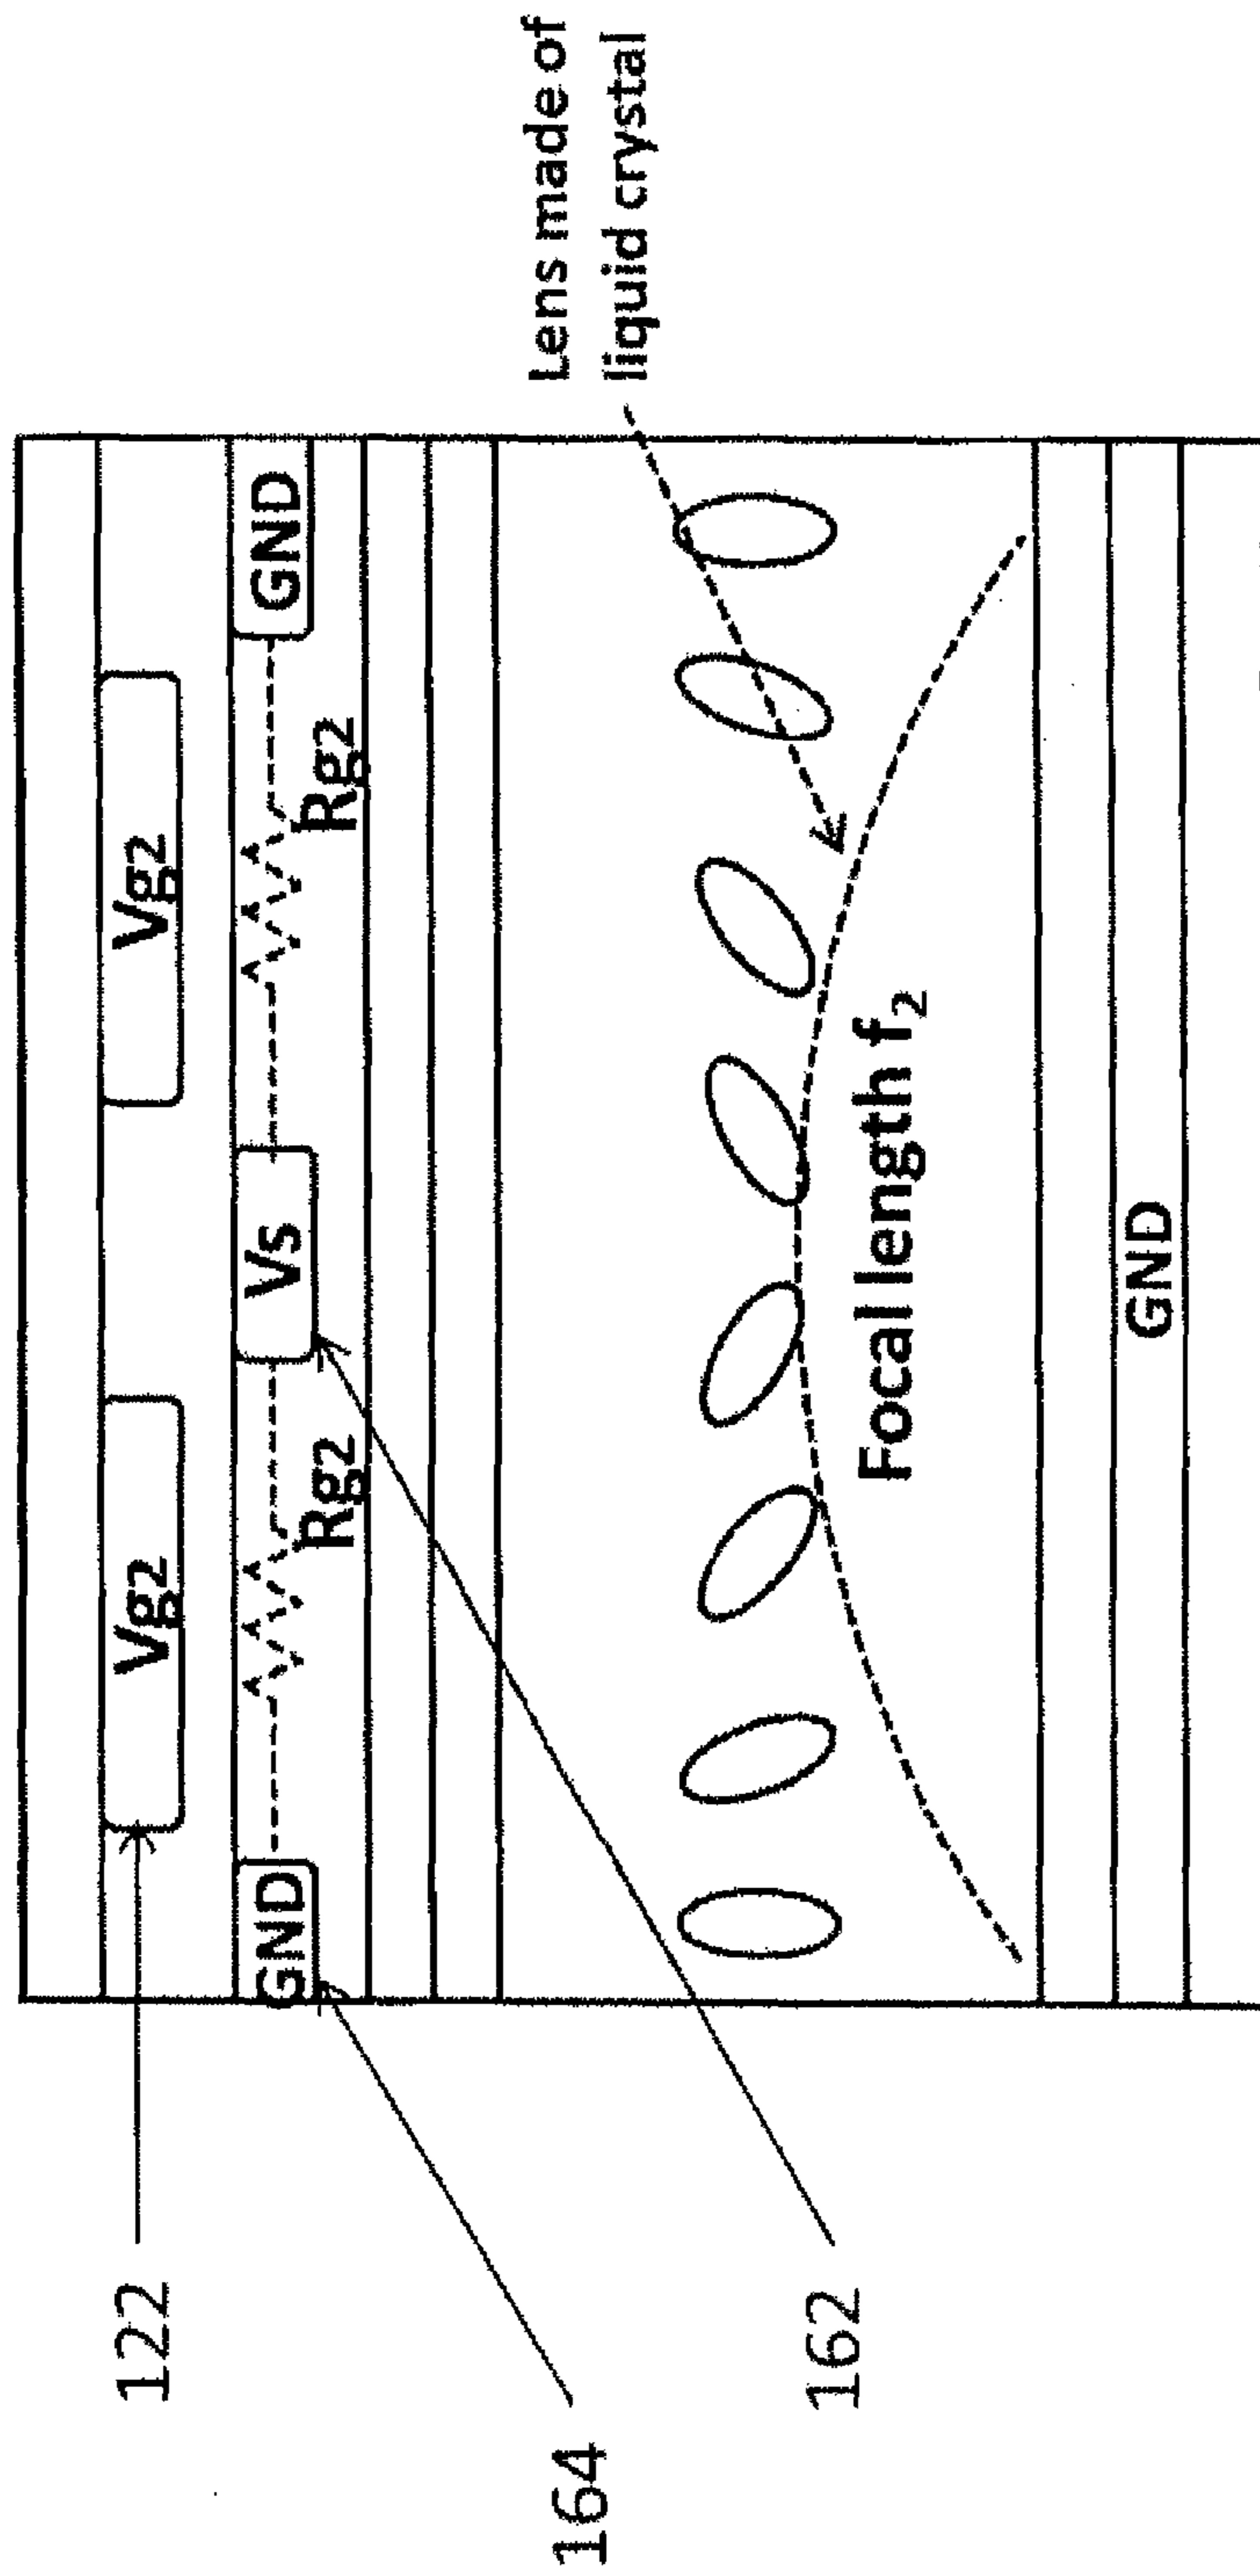 122
Vg2
Vg2
164
GND
Rg2
Vs
Rg2
GND
162
Lens made of
liquid crystal
Focal length f₂
GND